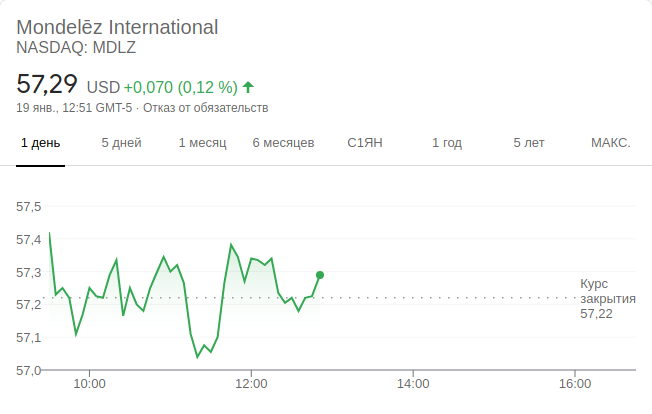 Mondelēz International
NASDAQ: MDLZ
57,29 USD +0,070 (0,12 %)
19 янв., 12:51 GMT-5 · Отказ от обязательств
1 день 5 дней 1 месяц 6 месяцев С1ЯН 1 год 5 лет МАКС.
57,5
57,4
57,3
57,2
57,1
57,0
Курс
закрытия
57,22
10:00 12:00 14:00 16:00